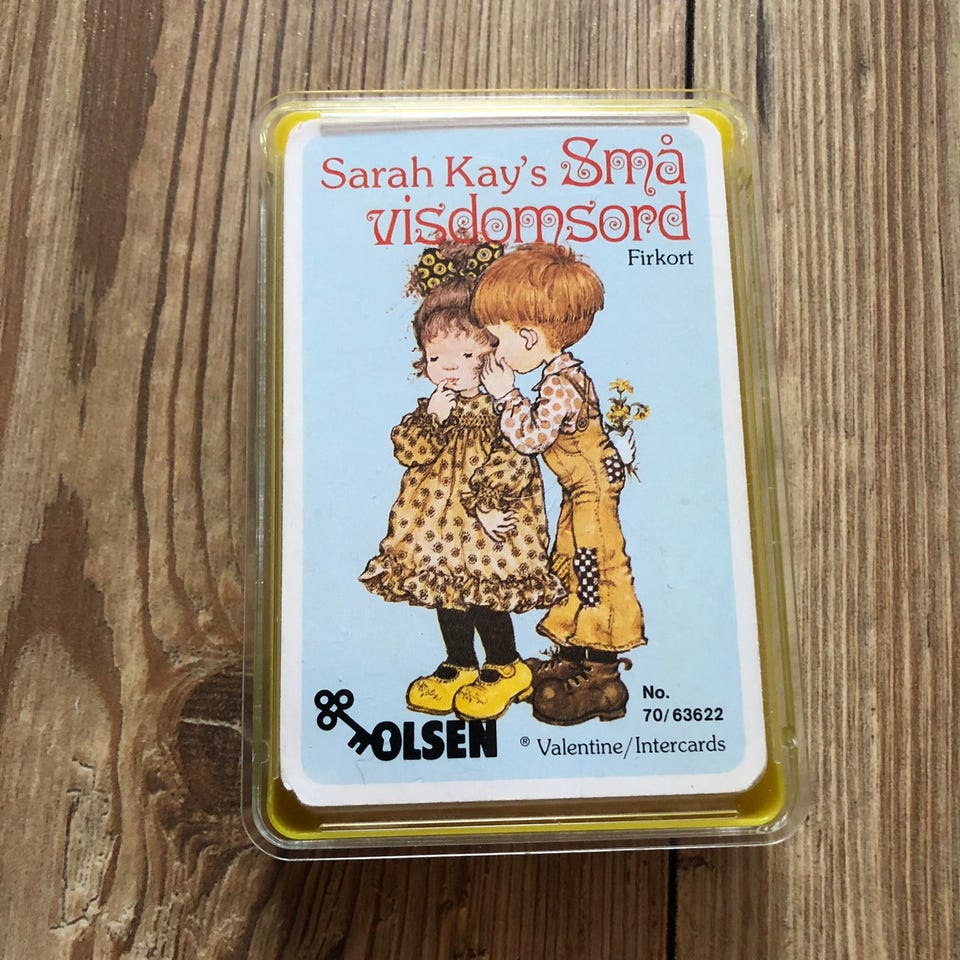 Sarah Kay's Små
visdomsord
Firkort
OLSEN
No.
70/63622
® Valentine/Intercards